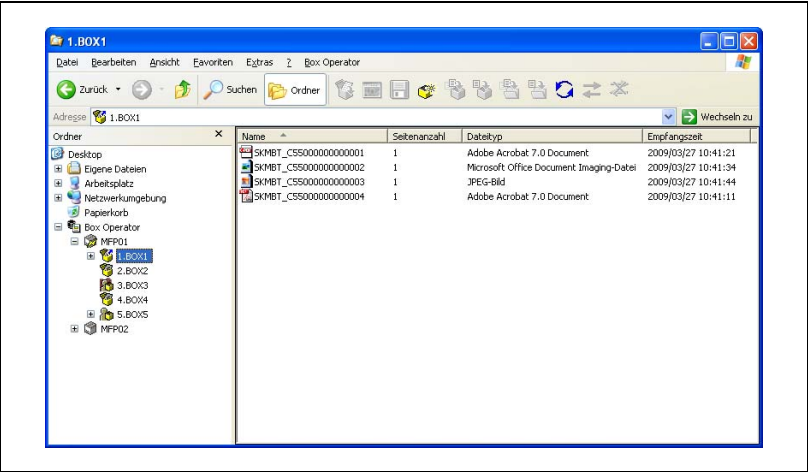 1.BOX1
Datei Bearbeiten Ansicht Favoriten Extras ? Box Operator
Zurück Suchen Ordner
Adresse 1.BOX1 Wechseln zu
Ordner
Desktop
Eigene Dateien
Arbeitsplatz
Netzwerkumgebung
Papierkorb
Box Operator
MFP01
1.BOX1
2.BOX2
3.BOX3
4.BOX4
5.BOX5
MFP02
Name Seitenanzahl Dateityp Empfangszeit
SKMBT_C55000000000001 1 Adobe Acrobat 7.0 Document 2009/03/27 10:41:21
SKMBT_C55000000000002 1 Microsoft Office Document Imaging-Datei 2009/03/27 10:41:34
SKMBT_C55000000000003 1 JPEG-Bild 2009/03/27 10:41:44
SKMBT_C55000000000004 1 Adobe Acrobat 7.0 Document 2009/03/27 10:41:11